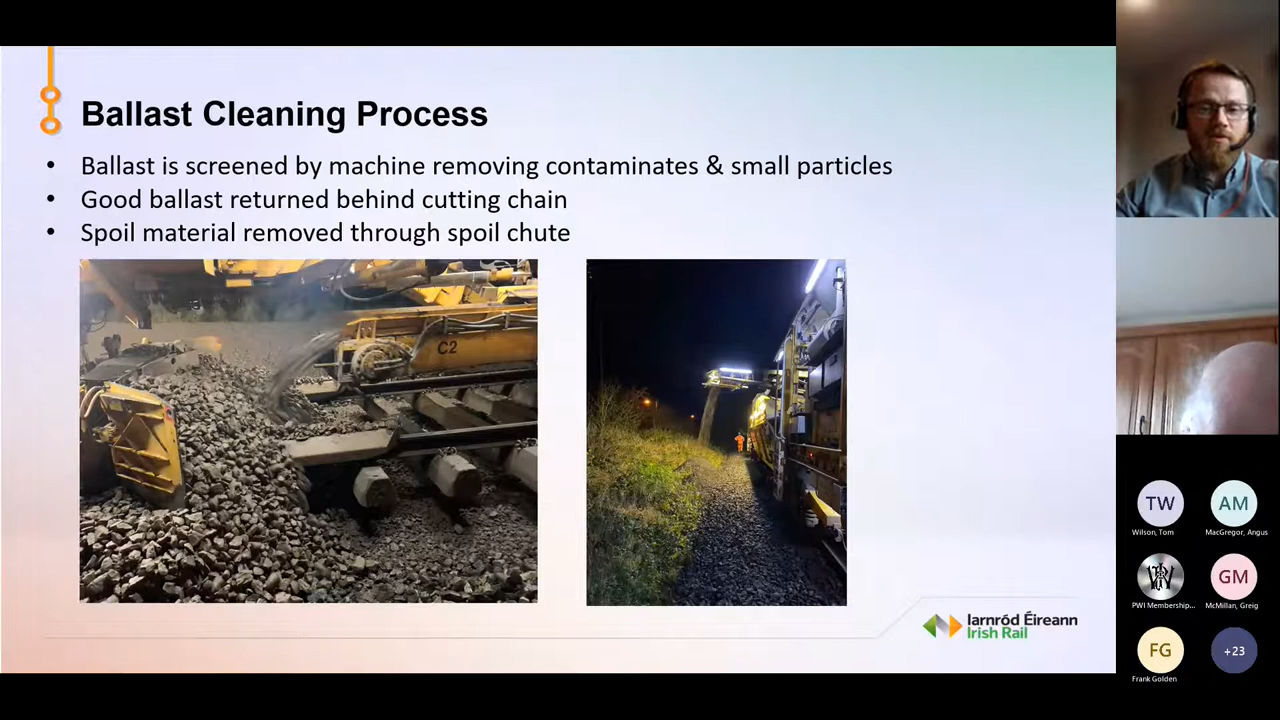 Ballast Cleaning Process
• Ballast is screened by machine removing contaminates & small particles
• Good ballast returned behind cutting chain
• Spoil material removed through spoil chute
C2
Iarnród Éireann
Irish Rail
TW
Wilson, Tom
AM
MacGregor, Angus
PWI Membership...
GM
McMillan, Greig
FG
Frank Golden
+23